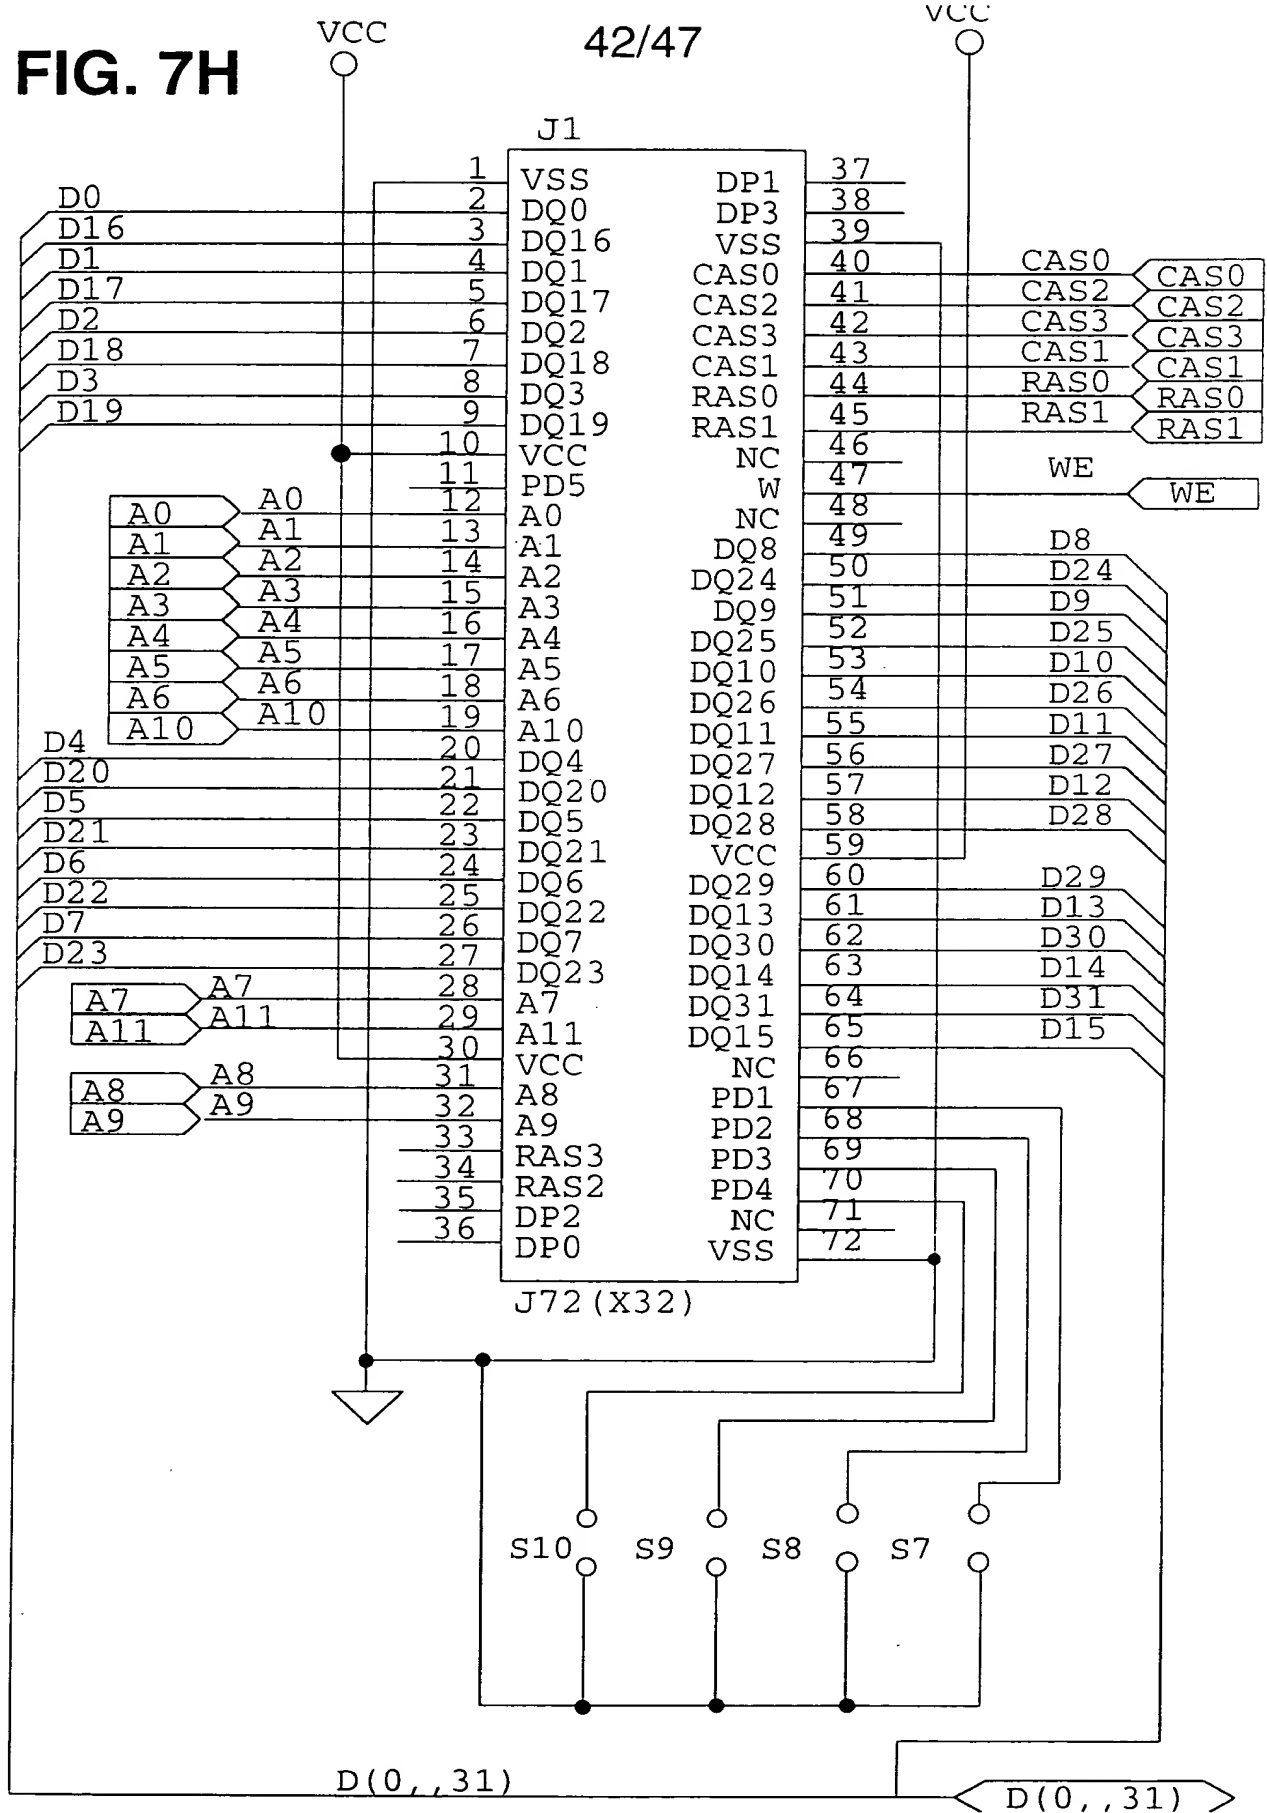 VCC
42/47
VCC
FIG. 7H
J1
1 VSS DP1 37
D0 2 DQ0 DP3 38
D16 3 DQ16 VSS 39
D1 4 DQ1 CAS0 40 CAS0 CAS0
D17 5 DQ17 CAS2 41 CAS2 CAS2
D2 6 DQ2 CAS3 42 CAS3 CAS3
D18 7 DQ18 CAS1 43 CAS1 CAS1
D3 8 DQ3 RAS0 44 RAS0 RAS0
D19 9 DQ19 RAS1 45 RAS1 RAS1
10 VCC NC 46
11 PD5 W 47 WE WE
A0 A0 12 A0 NC 48
A1 A1 13 A1 DQ8 49 D8
A2 A2 14 A2 DQ24 50 D24
A3 A3 15 A3 DQ9 51 D9
A4 A4 16 A4 DQ25 52 D25
A5 A5 17 A5 DQ10 53 D10
A6 A6 18 A6 DQ26 54 D26
A10 A10 19 A10 DQ11 55 D11
D4 20 DQ4 DQ27 56 D27
D20 21 DQ20 DQ12 57 D12
D5 22 DQ5 DQ28 58 D28
D21 23 DQ21 VCC 59
D6 24 DQ6 DQ29 60 D29
D22 25 DQ22 DQ13 61 D13
D7 26 DQ7 DQ30 62 D30
D23 27 DQ23 DQ14 63 D14
A7 A7 28 A7 DQ31 64 D31
A11 A11 29 A11 DQ15 65 D15
30 VCC NC 66
A8 A8 31 A8 PD1 67
A9 A9 32 A9 PD2 68
33 RAS3 PD3 69
34 RAS2 PD4 70
35 DP2 NC 71
36 DP0 VSS 72
J72(X32)
S10 S9 S8 S7
D(0,,31) D(0,,31)